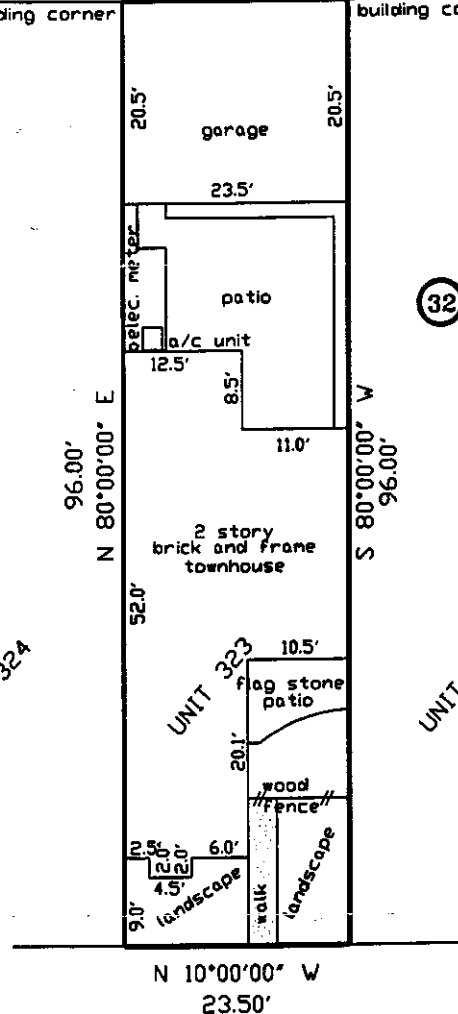 ding corner
building co
20.5'
20.5'
garage
23.5'
elec. meter
patio
32
a/c unit
12.5'
8.5'
11.0'
96.00'
N 80°00'00" E
S 80°00'00" W
96.00'
2 story
brick and frame
townhouse
52.0'
324
UNIT 323
10.5'
flag stone
patio
UNIT
20.1'
wood
fence
2.5'
2.0'
2.0'
6.0'
4.5'
9.0'
landscape
walk
landscape
N 10°00'00" W
23.50'